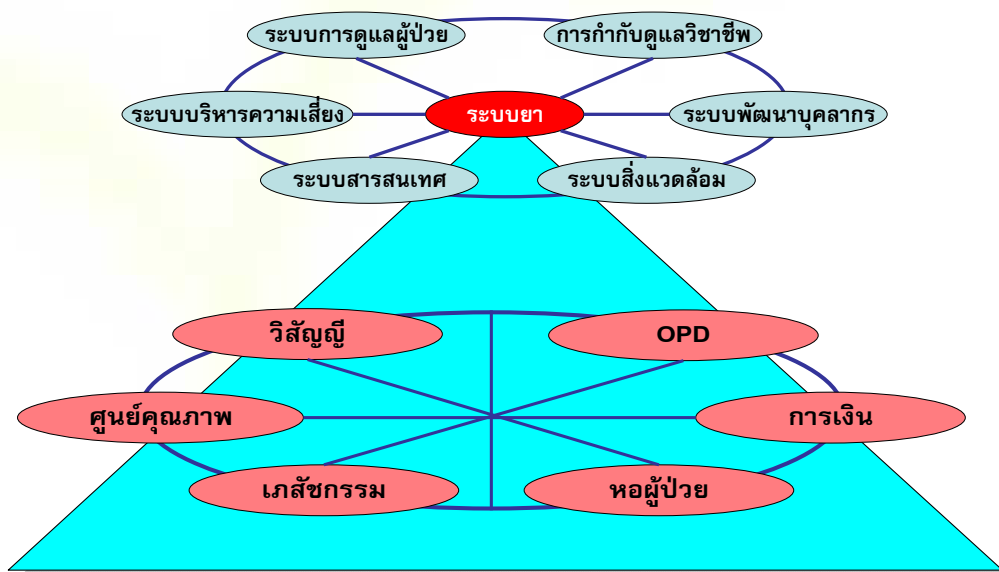 ระบบการดูแลผู้ป่วย
การกำกับดูแลวิชาชีพ
ระบบบริหารความเสี่ยง
ระบบยา
ระบบพัฒนาบุคลากร
ระบบสารสนเทศ
ระบบสิ่งแวดล้อม
วิสัญญี
OPD
ศูนย์คุณภาพ
การเงิน
เภสัชกรรม
หอผู้ป่วย